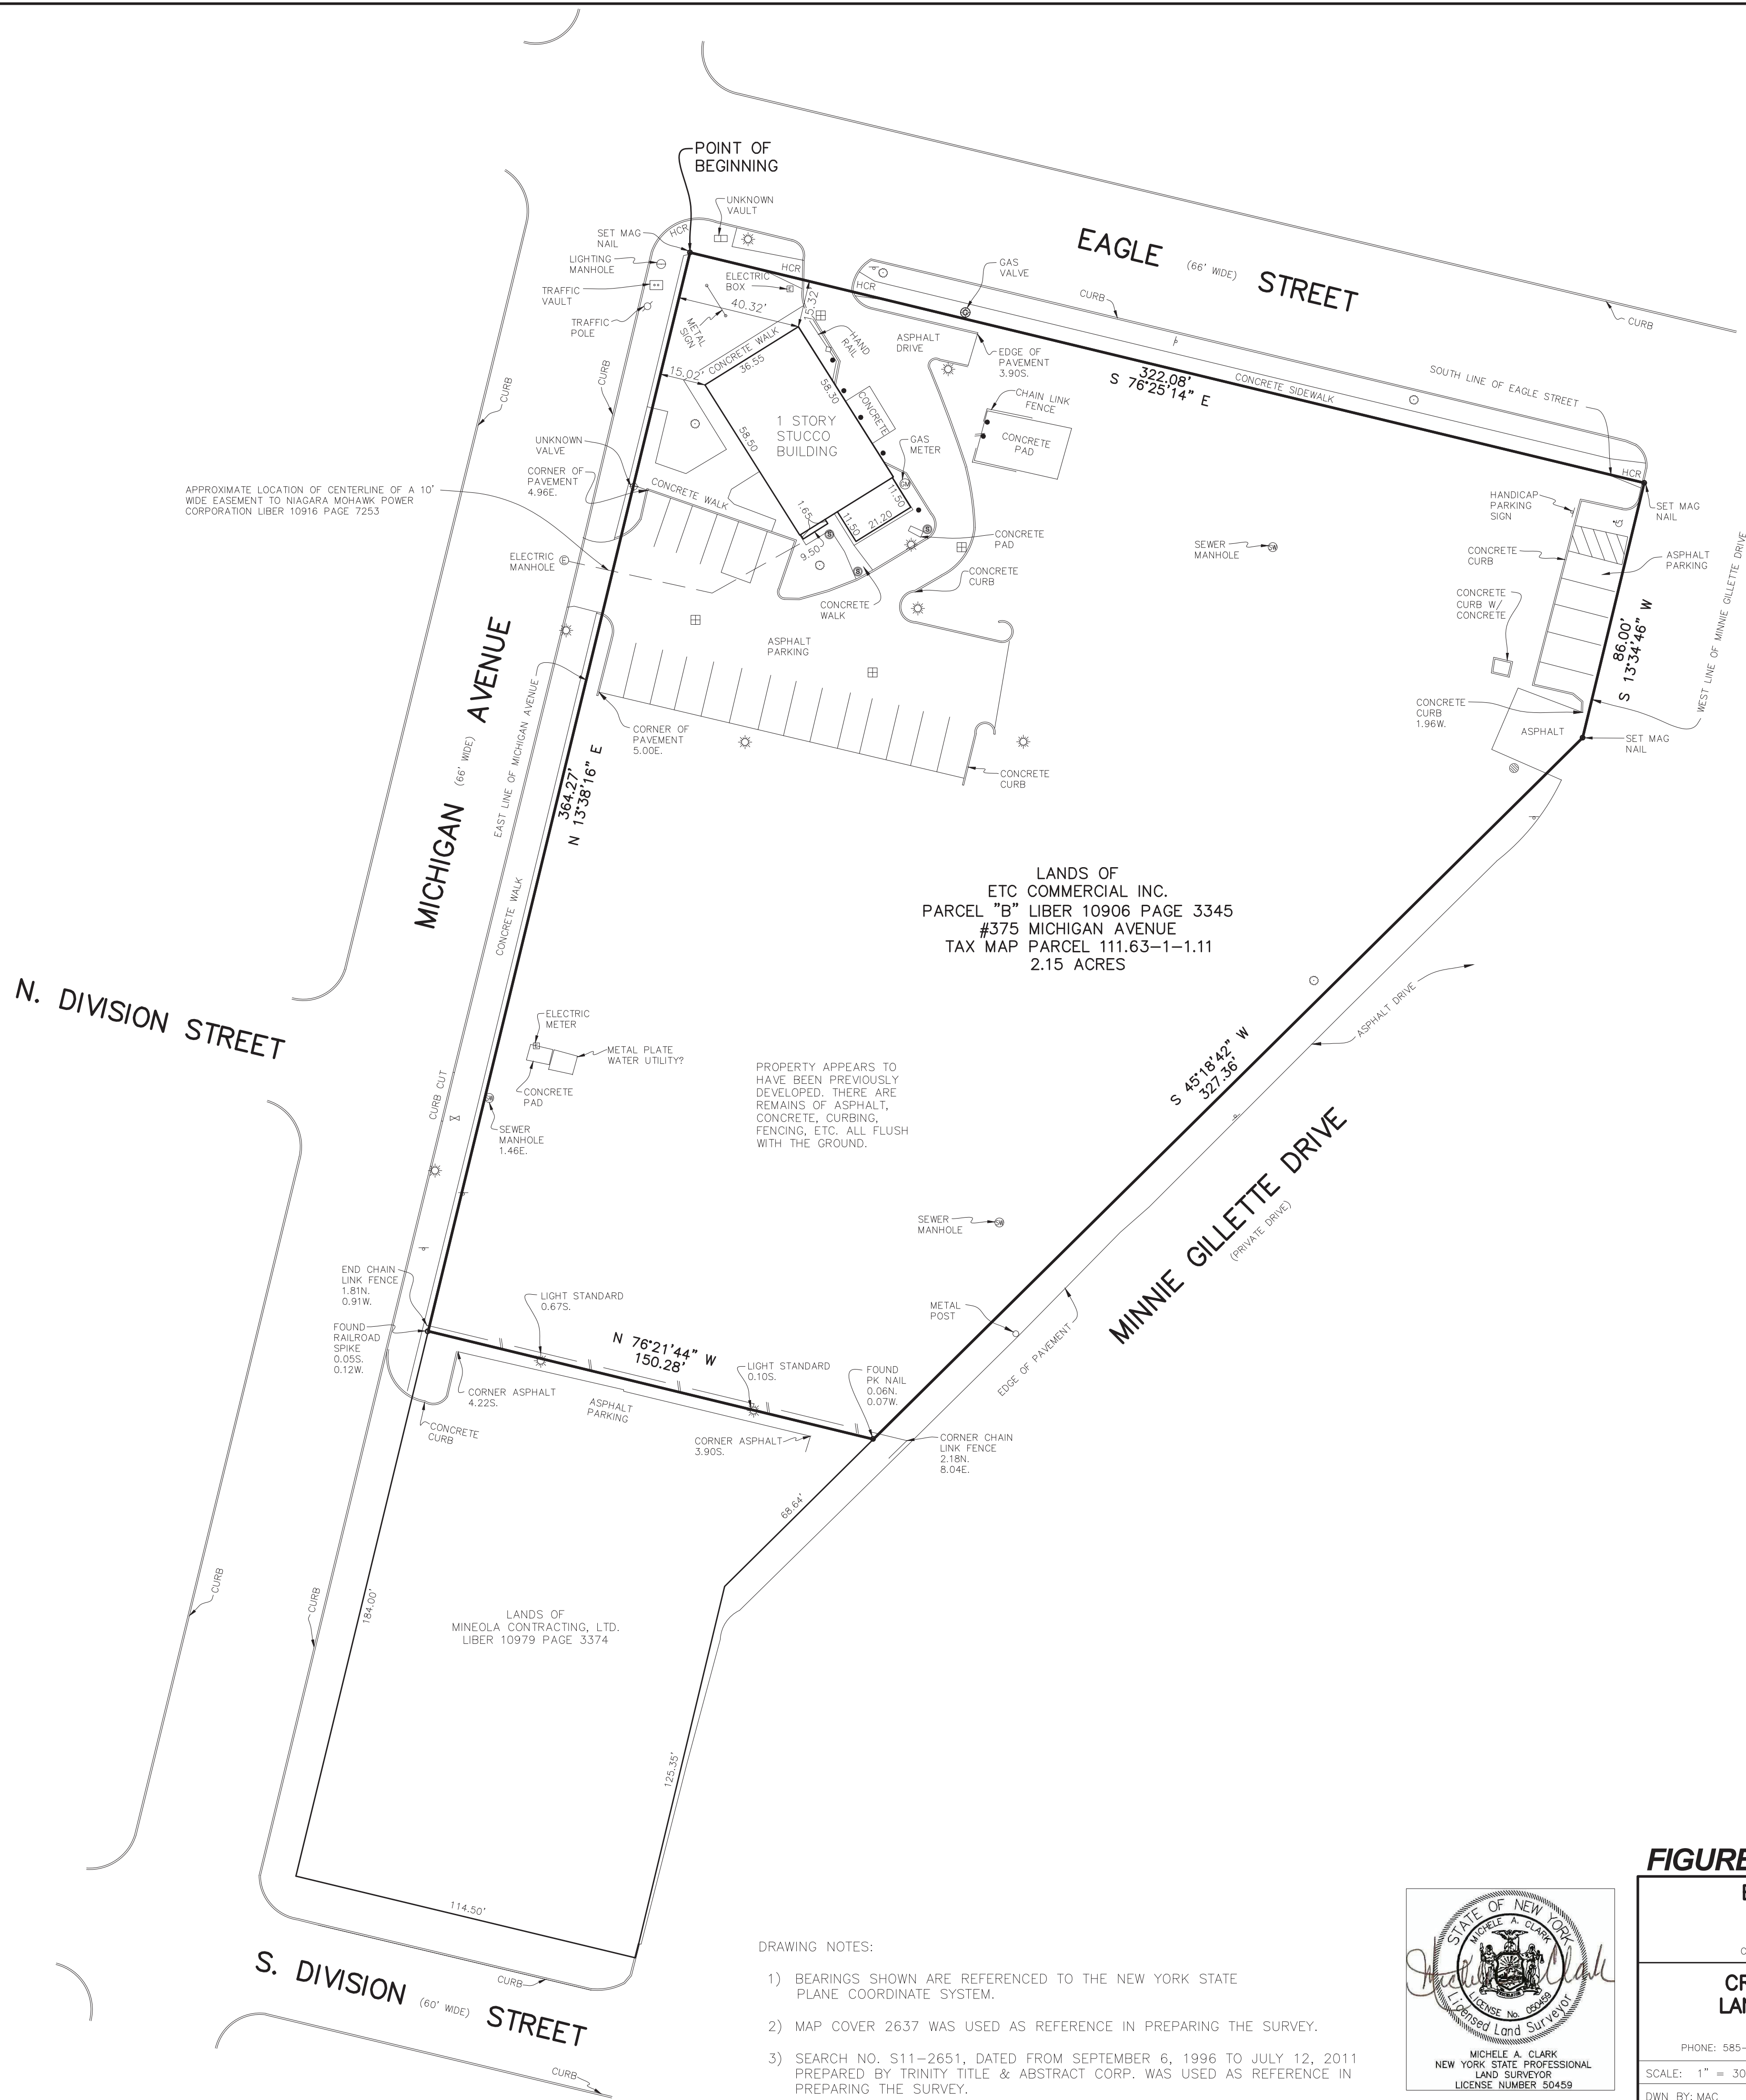 POINT OF
BEGINNING
UNKNOWN
VAULT
SET MAG
NAIL
HCR
LIGHTING
MANHOLE
ELECTRIC
BOX
HCR
TRAFFIC
VAULT
TRAFFIC
POLE
METAL
SIGN
40.32'
15.32'
HAND
RAIL
CONCRETE WALK
36.55
15.02'
58.30
58.50
CONCRETE
1 STORY
STUCCO
BUILDING
GAS
METER
GM
11.50
21.20
11.50
1.65
9.50
S
S
S
CONCRETE
PAD
CONCRETE
CURB
CONCRETE
WALK
EAGLE (66' WIDE) STREET
GAS
VALVE
HCR
CURB
CURB
ASPHALT
DRIVE
EDGE OF
PAVEMENT
3.90S.
322.08'
S 76°25'14" E
CONCRETE SIDEWALK
SOUTH LINE OF EAGLE STREET
CHAIN LINK
FENCE
CONCRETE
PAD
HCR
CURB
CURB
UNKNOWN
VALVE
CORNER OF
PAVEMENT
4.96E.
CONCRETE WALK
APPROXIMATE LOCATION OF CENTERLINE OF A 10'
WIDE EASEMENT TO NIAGARA MOHAWK POWER
CORPORATION LIBER 10916 PAGE 7253
ELECTRIC
MANHOLE
E
HANDICAP
PARKING
SIGN
SET MAG
NAIL
SEWER
MANHOLE
SW
CONCRETE
CURB
ASPHALT
PARKING
CONCRETE
CURB W/
CONCRETE
86.00'
S 13°34'46" W
WEST LINE OF MINNIE GILLETTE DRIVE
CONCRETE
CURB
1.96W.
ASPHALT
SET MAG
NAIL
ASPHALT
PARKING
MICHIGAN (66' WIDE) AVENUE
EAST LINE OF MICHIGAN AVENUE
CORNER OF
PAVEMENT
5.00E.
CONCRETE
CURB
364.27'
N 13°38'16" E
CONCRETE WALK
LANDS OF
ETC COMMERCIAL INC.
PARCEL "B" LIBER 10906 PAGE 3345
#375 MICHIGAN AVENUE
TAX MAP PARCEL 111.63-1-1.11
2.15 ACRES
N. DIVISION STREET
ELECTRIC
METER
METAL PLATE
WATER UTILITY?
CONCRETE
PAD
CURB CUT
SW
SEWER
MANHOLE
1.46E.
PROPERTY APPEARS TO
HAVE BEEN PREVIOUSLY
DEVELOPED. THERE ARE
REMAINS OF ASPHALT,
CONCRETE, CURBING,
FENCING, ETC. ALL FLUSH
WITH THE GROUND.
S 45°18'42" W
327.36'
ASPHALT DRIVE
MINNIE GILLETTE DRIVE
(PRIVATE DRIVE)
SEWER
MANHOLE
SW
METAL
POST
EDGE OF PAVEMENT
END CHAIN
LINK FENCE
1.81N.
0.91W.
FOUND
RAILROAD
SPIKE
0.05S.
0.12W.
LIGHT STANDARD
0.67S.
N 76°21'44" W
150.28'
LIGHT STANDARD
0.10S.
FOUND
PK NAIL
0.06N.
0.07W.
CORNER ASPHALT
4.22S.
ASPHALT
PARKING
CONCRETE
CURB
CORNER ASPHALT
3.90S.
CORNER CHAIN
LINK FENCE
2.18N.
8.04E.
68.64'
CURB
CURB
184.00'
LANDS OF
MINEOLA CONTRACTING, LTD.
LIBER 10979 PAGE 3374
125.35'
114.50'
CURB
S. DIVISION (60' WIDE) STREET
CURB
DRAWING NOTES:
1) BEARINGS SHOWN ARE REFERENCED TO THE NEW YORK STATE
PLANE COORDINATE SYSTEM.
2) MAP COVER 2637 WAS USED AS REFERENCE IN PREPARING THE SURVEY.
3) SEARCH NO. S11-2651, DATED FROM SEPTEMBER 6, 1996 TO JULY 12, 2011
PREPARED BY TRINITY TITLE & ABSTRACT CORP. WAS USED AS REFERENCE IN
PREPARING THE SURVEY.
STATE OF NEW YORK
MICHELE A. CLARK
LICENSE No. 050459
Licensed Land Surveyor
Michele Clark
MICHELE A. CLARK
NEW YORK STATE PROFESSIONAL
LAND SURVEYOR
LICENSE NUMBER 50459
FIGURE
CR
LAN
PHONE: 585-
SCALE: 1" = 30
DWN BY: MAC